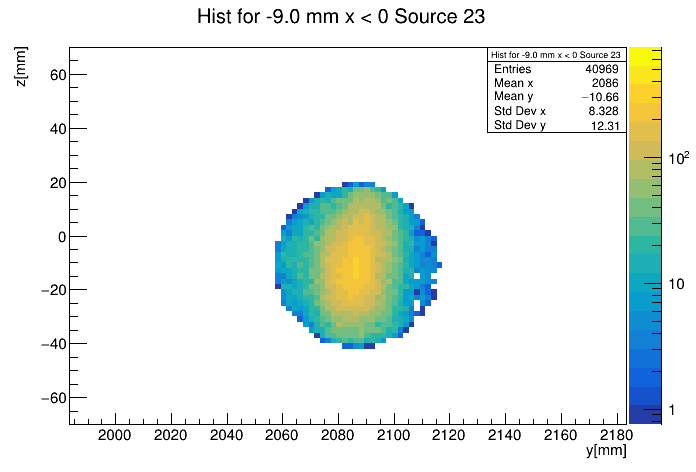 Hist for -9.0 mm x < 0 Source 23
z[mm]
Hist for -9.0 mm x < 0 Source 23
Entries 40969
Mean x 2086
Mean y −10.66
Std Dev x 8.328
Std Dev y 12.31
60
40
20
0
−20
−40
−60
10²
10
1
2000 2020 2040 2060 2080 2100 2120 2140 2160 2180
y[mm]